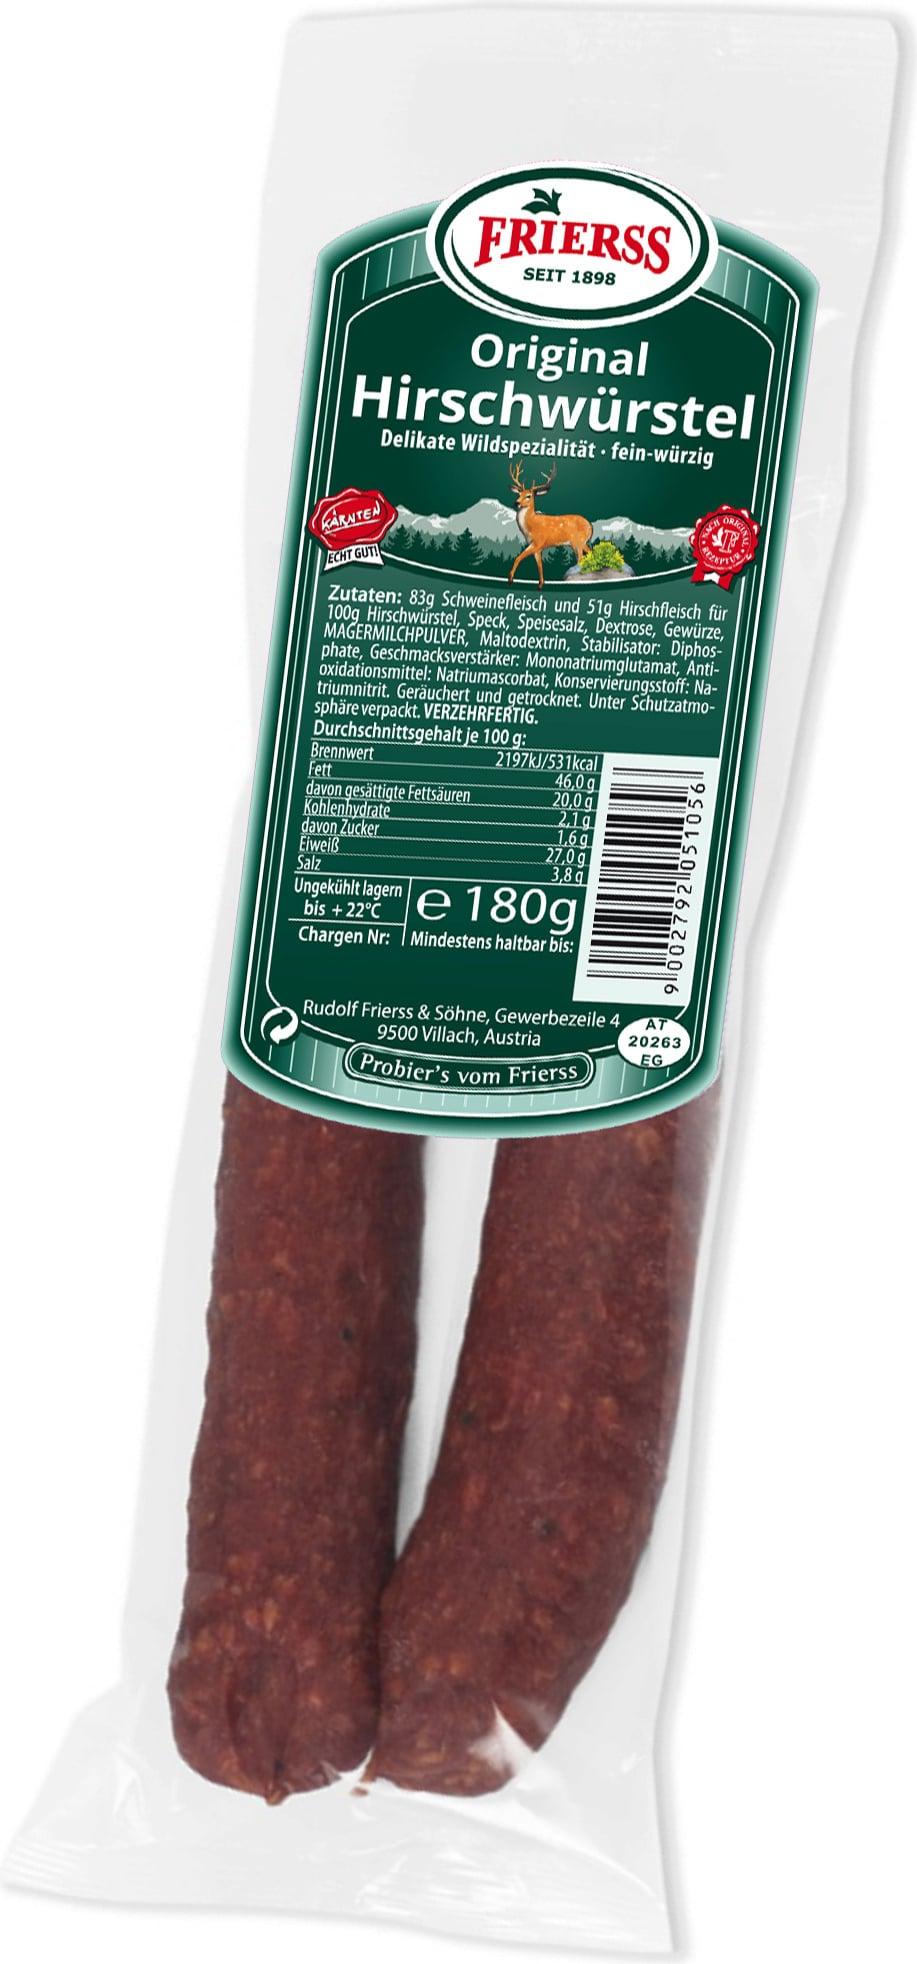 FRIERSS
SEIT 1898
Original
Hirschwürstel
Delikate Wildspezialität · fein-würzig
KÄRNTEN
ECHT GUT!
NACH ORIGINAL
REZEPTUR
Zutaten: 83g Schweinefleisch und 51g Hirschfleisch für
100g Hirschwürstel, Speck, Speisesalz, Dextrose, Gewürze,
MAGERMILCHPULVER, Maltodextrin, Stabilisator: Diphos-
phate, Geschmacksverstärker: Mononatriumglutamat, Anti-
oxidationsmittel: Natriumascorbat, Konservierungsstoff: Na-
triumnitrit. Geräuchert und getrocknet. Unter Schutzatmo-
sphäre verpackt. VERZEHRFERTIG.
Durchschnittsgehalt je 100 g:
Brennwert 2197kJ/531kcal
Fett 46,0 g
davon gesättigte Fettsäuren 20,0 g
Kohlenhydrate 2,1 g
davon Zucker 1,6 g
Eiweiß 27,0 g
Salz 3,8 g
Ungekühlt lagern
bis +22°C
℮ 180g
Chargen Nr:
Mindestens haltbar bis:
9 002792 051056
Rudolf Frierss & Söhne, Gewerbezeile 4
9500 Villach, Austria
AT
20263
EG
Probier's vom Frierss